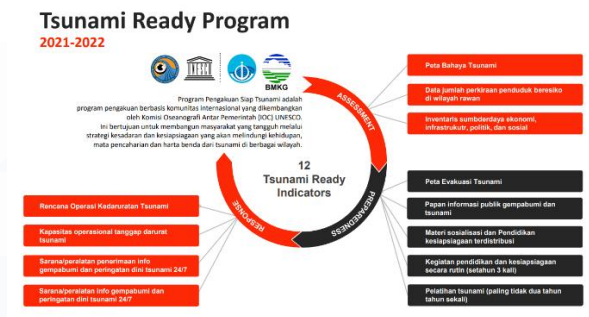 Tsunami Ready Program
2021-2022
BMKG
Program Pengakuan Siap Tsunami adalah
program pengakuan berbasis komunitas internasional yang dikembangkan
oleh Komisi Oseanografi Antar Pemerintah (IOC) UNESCO.
Ini bertujuan untuk membangun masyarakat yang tangguh melalui
strategi kesadaran dan kesiapsiagaan yang akan melindungi kehidupan,
mata pencaharian dan harta benda dari tsunami di berbagai wilayah.
12
Tsunami Ready
Indicators
ASSESSMENT
PREPAREDNESS
RESPONSE
Peta Bahaya Tsunami
Data jumlah perkiraan penduduk beresiko
di wilayah rawan
Inventaris sumbderdaya ekonomi,
infrastrukutr, politik, dan sosial
Peta Evakuasi Tsunami
Papan informasi publik gempabumi dan
tsunami
Materi sosialisasi dan Pendidikan
kesiapsiagaan terdistribusi
Kegiatan pendidikan dan kesiapsiagaan
secara rutin (setahun 3 kali)
Pelatihan tsunami (paling tidak dua tahun
tahun sekali)
Rencana Operasi Kedaruratan Tsunami
Kapasitas operasional tanggap darurat
tsunami
Sarana/peralatan penerimaan info
gempabumi dan peringatan dini tsunami 24/7
Sarana/peralatan info gempabumi dan
peringatan dini tsunami 24/7